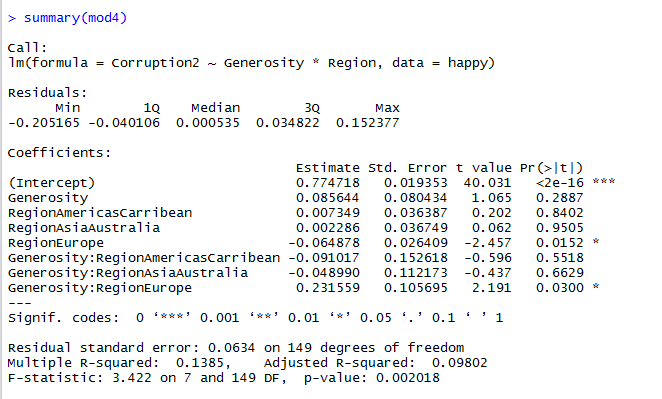 > summary(mod4)
Call:
lm(formula = Corruption2 ~ Generosity * Region, data = happy)
Residuals:
Min 1Q Median 3Q Max
-0.205165 -0.040106 0.000535 0.034822 0.152377
Coefficients:
Estimate Std. Error t value Pr(>|t|)
(Intercept) 0.774718 0.019353 40.031 <2e-16 ***
Generosity 0.085644 0.080434 1.065 0.2887
RegionAmericasCarribean 0.007349 0.036387 0.202 0.8402
RegionAsiaAustralia 0.002286 0.036749 0.062 0.9505
RegionEurope -0.064878 0.026409 -2.457 0.0152 *
Generosity:RegionAmericasCarribean -0.091017 0.152618 -0.596 0.5518
Generosity:RegionAsiaAustralia -0.048990 0.112173 -0.437 0.6629
Generosity:RegionEurope 0.231559 0.105695 2.191 0.0300 *
---
Signif. codes: 0 ‘***’ 0.001 ‘**’ 0.01 ‘*’ 0.05 ‘.’ 0.1 ‘ ’ 1
Residual standard error: 0.0634 on 149 degrees of freedom
Multiple R-squared: 0.1385, Adjusted R-squared: 0.09802
F-statistic: 3.422 on 7 and 149 DF, p-value: 0.002018